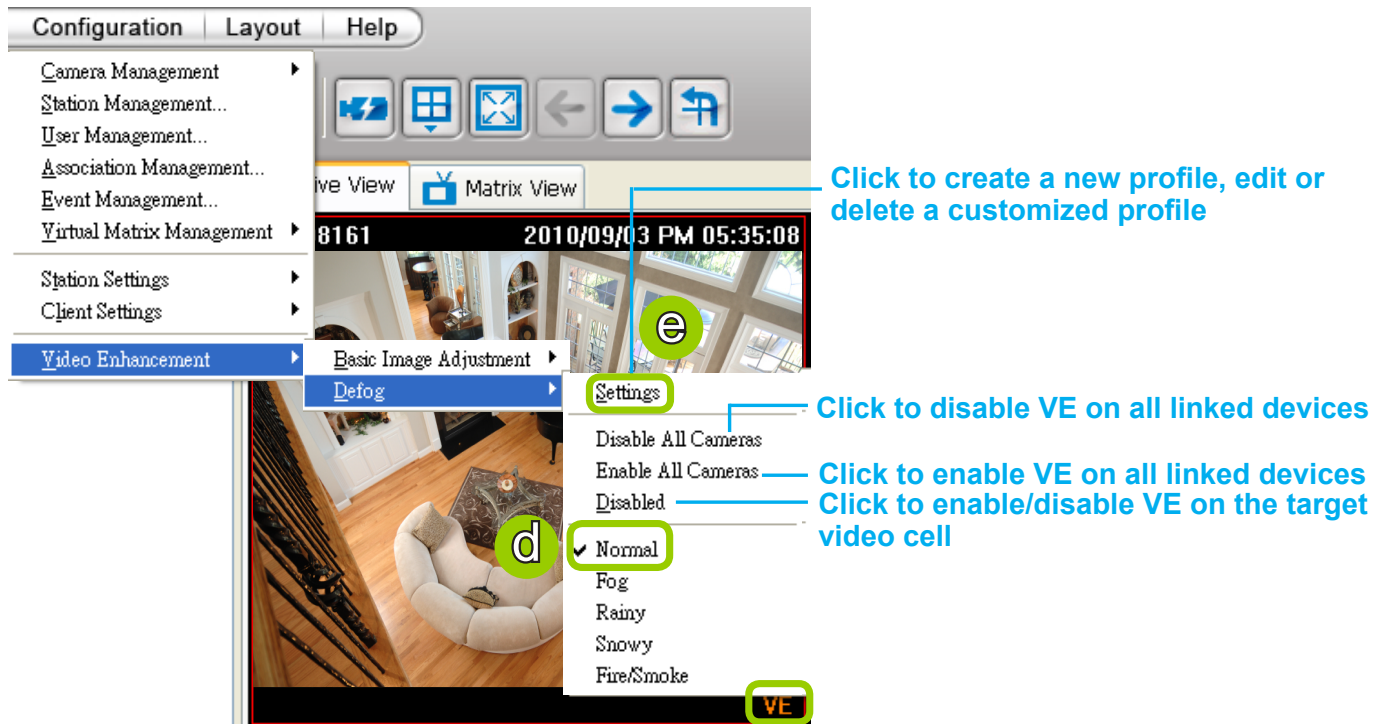 Configuration Layout Help
Camera Management
Station Management...
User Management...
Association Management...
Event Management...
Virtual Matrix Management
Station Settings
Client Settings
Video Enhancement
ive View
Matrix View
8161 2010/09/03 PM 05:35:08
Basic Image Adjustment
Defog
e
Settings
Disable All Cameras
Enable All Cameras
Disabled
d
Normal
Fog
Rainy
Snowy
Fire/Smoke
VE
Click to create a new profile, edit or
delete a customized profile
Click to disable VE on all linked devices
Click to enable VE on all linked devices
Click to enable/disable VE on the target
video cell